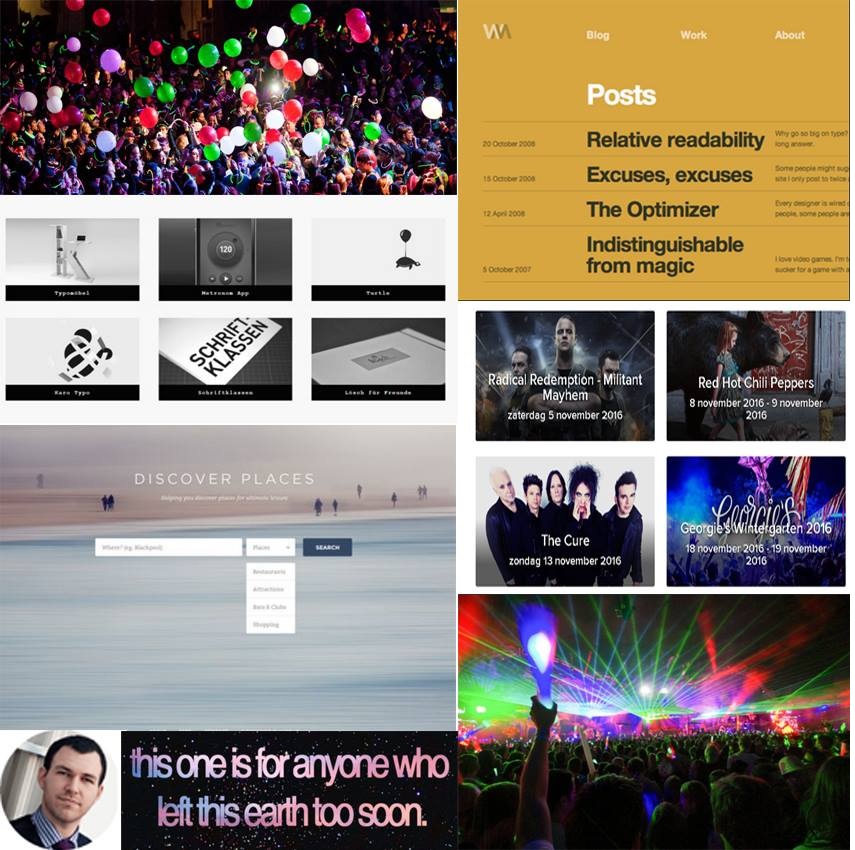 WM
Blog
Work
About
Posts
20 October 2008
Relative readability
Why go so big on type?
long answer.
15 October 2008
Excuses, excuses
Some people might sug
site I only post to twice
12 April 2008
The Optimizer
Every designer is wired
people, some people are
5 October 2007
Indistinguishable
from magic
I love video games. I'm
sucker for a game with a
120
Typomöbel
Metronom App
Turtle
SCHRIFT
KLASSEN
Karo Typo
Schriftklassen
Lösch für Freunde
Radical Redemption - Militant
Mayhem
zaterdag 5 november 2016
Red Hot Chili Peppers
8 november 2016 - 9 november
2016
The Cure
zondag 13 november 2016
Georgie's
Georgie's Wintergarten 2016
18 november 2016 - 19 november
2016
DISCOVER PLACES
Helping you discover places for ultimate leisure
Where? (eg. Blackpool)
Places
SEARCH
Restaurants
Attractions
Bars & Clubs
Shopping
this one is for anyone who
left this earth too soon.